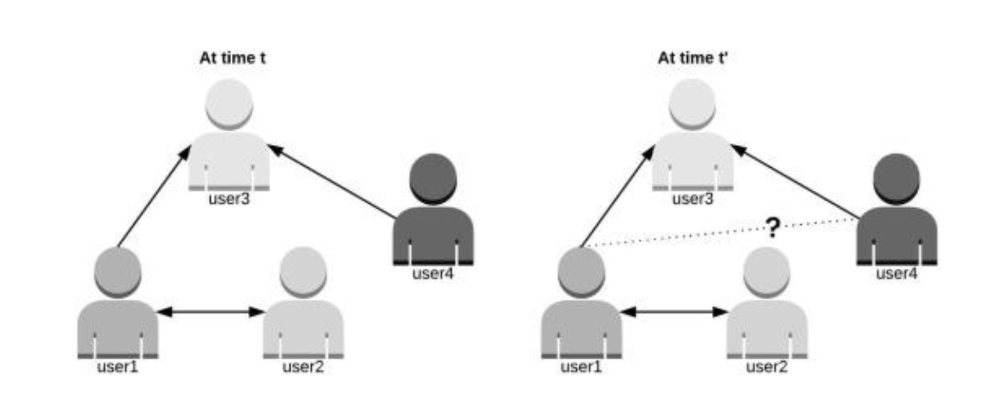 At time t
user3
user4
user1
user2
At time t'
user3
?
user4
user1
user2